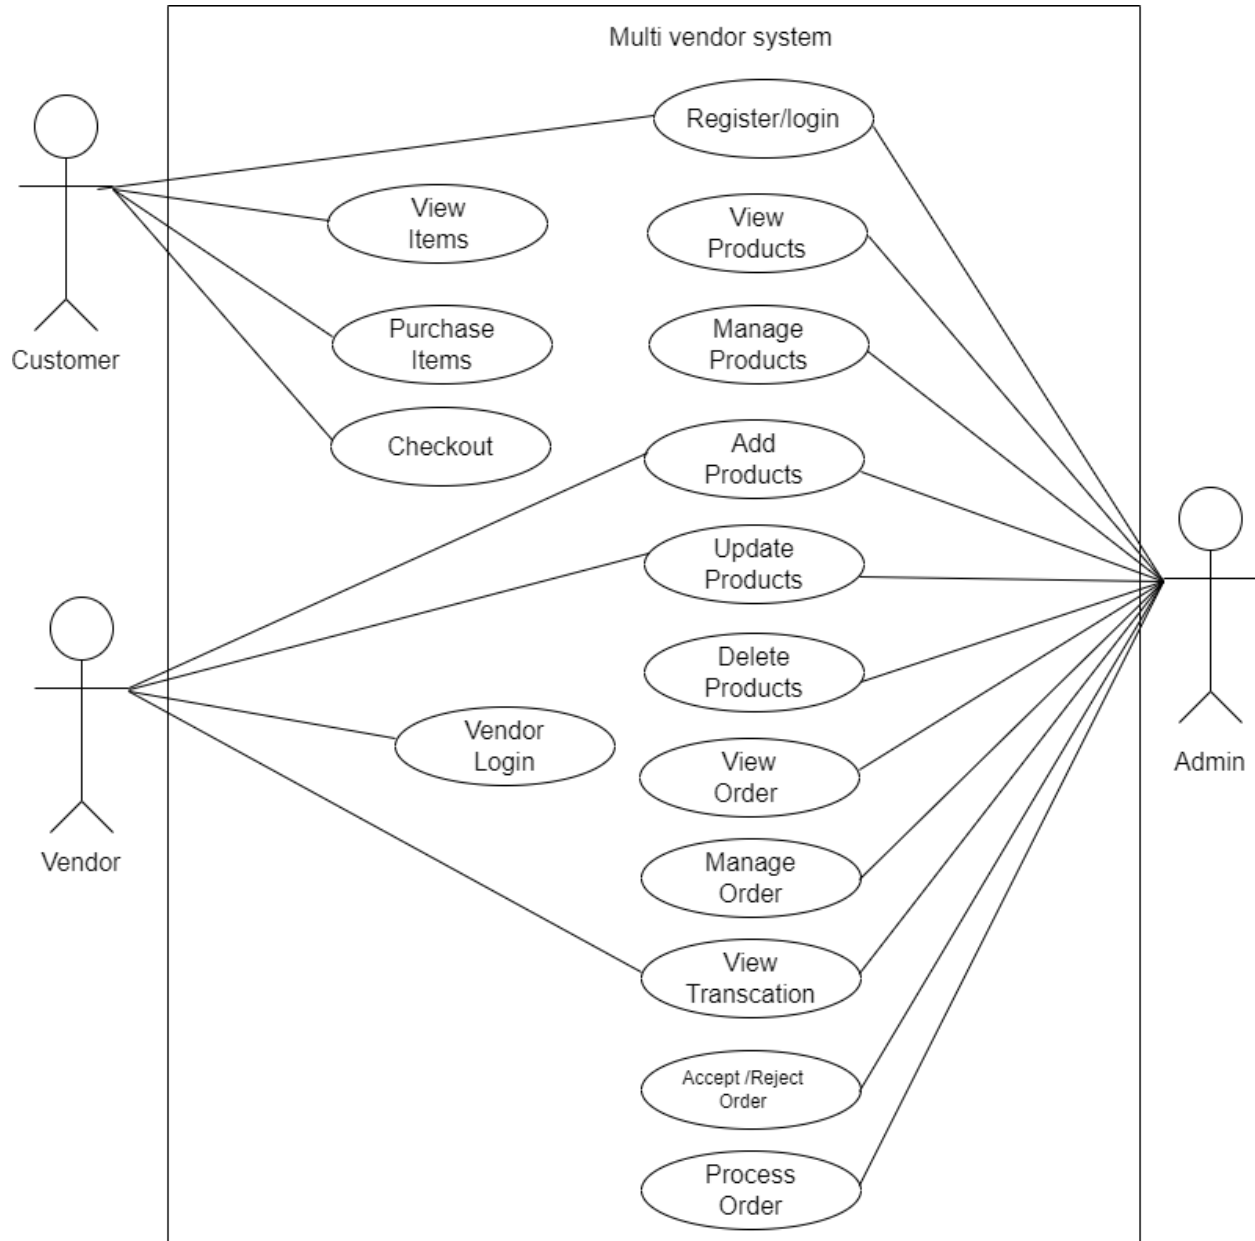 Multi vendor system
Register/login
View
Items
View
Products
Purchase
Items
Manage
Products
Customer
Checkout
Add
Products
Update
Products
Delete
Products
Vendor
Login
View
Order
Admin
Vendor
Manage
Order
View
Transcation
Accept /Reject
Order
Process
Order